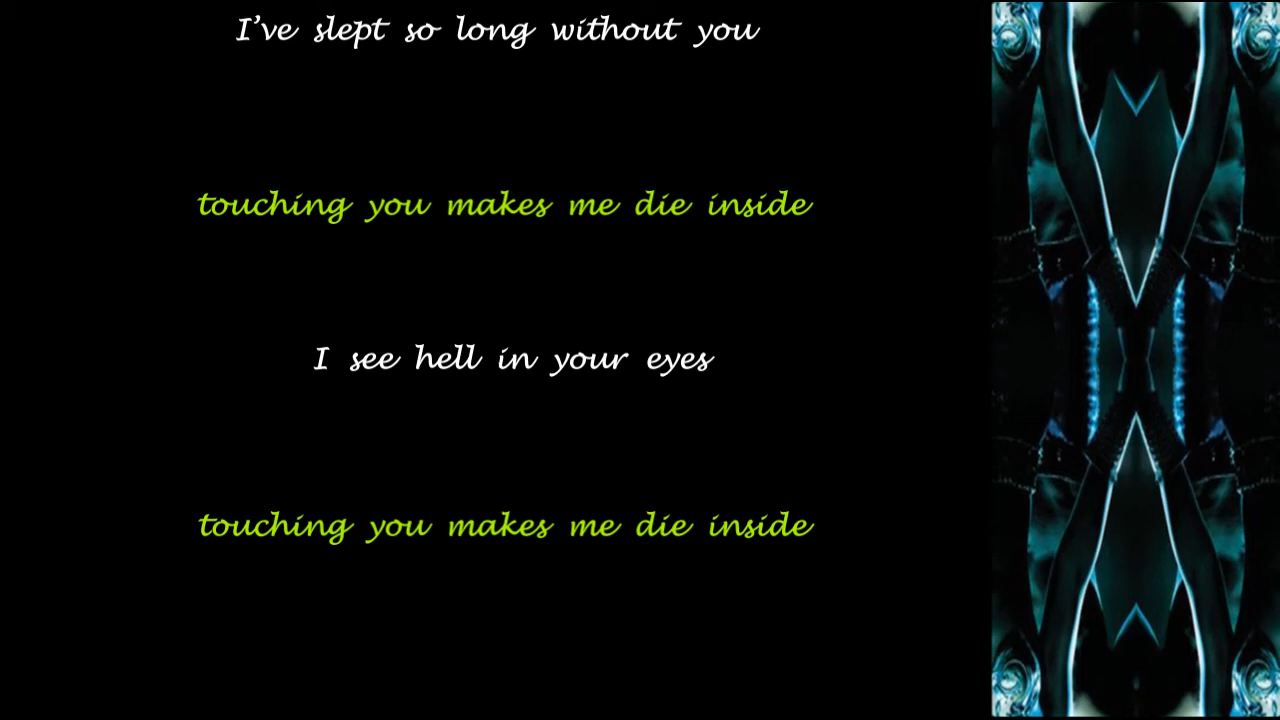 I’ve slept so long without you
touching you makes me die inside
I see hell in your eyes
touching you makes me die inside